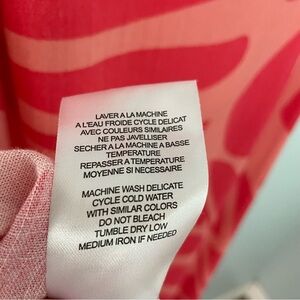 LAVER A LA MACHINE
A L'EAU FROIDE CYCLE DELICAT
AVEC COULEURS SIMILAIRES
NE PAS JAVELLISER
SECHER A LA MACHINE A BASSE
TEMPERATURE
REPASSER A TEMPERATURE
MOYENNE SI NECESSAIRE
MACHINE WASH DELICATE
CYCLE COLD WATER
WITH SIMILAR COLORS
DO NOT BLEACH
TUMBLE DRY LOW
MEDIUM IRON IF NEEDED